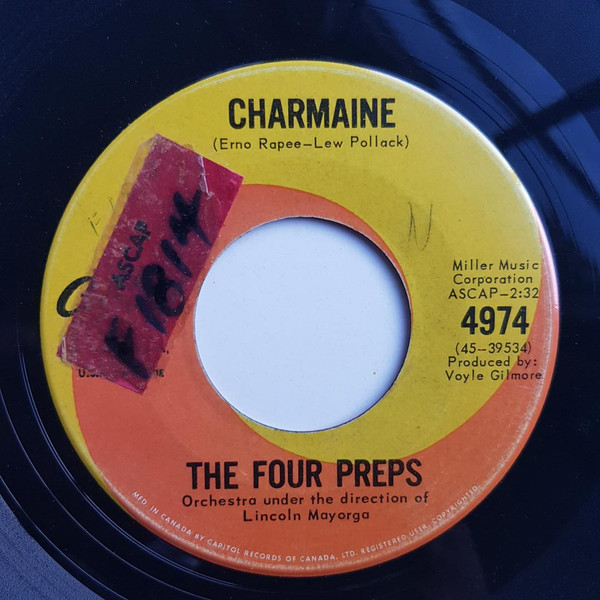 CHARMAINE
(Erno Rapee—Lew Pollack)
ASCAP
F1814
N
Miller Music
Corporation
ASCAP—2:32
4974
(45—39534)
Produced by:
Voyle Gilmore
THE FOUR PREPS
Orchestra under the direction of
Lincoln Mayorga
MFD. IN CANADA BY CAPITOL RECORDS OF CANADA, LTD. REGISTERED USER. COPYRIGHTED.